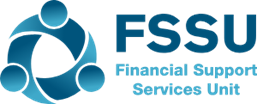 FSSU
Financial Support
Services Unit